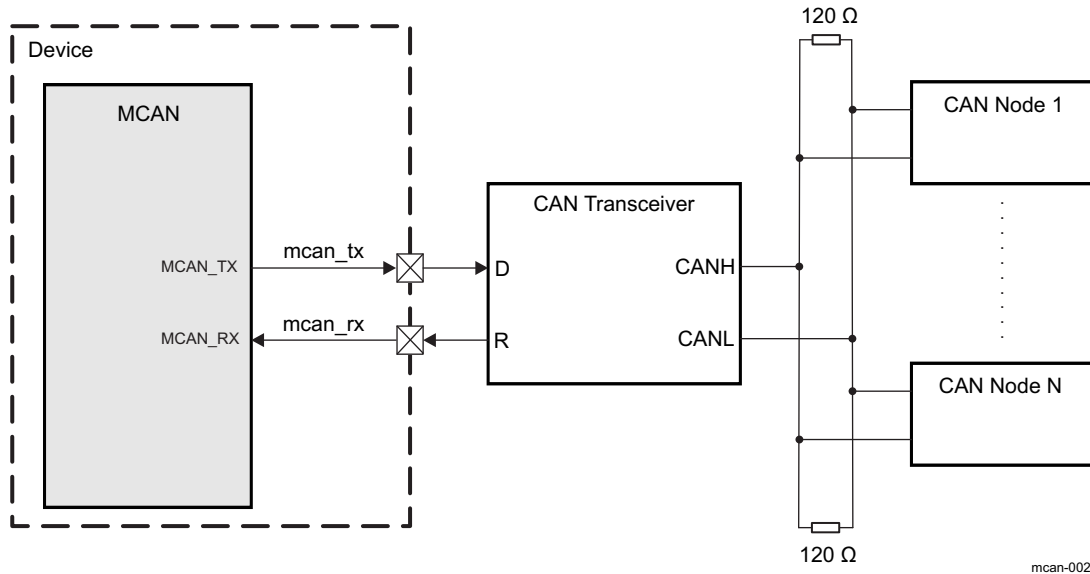 120 Ω
Device
MCAN
CAN Node 1
CAN Transceiver
mcan_tx
MCAN_TX
D
CANH
mcan_rx
MCAN_RX
R
CANL
CAN Node N
120 Ω
mcan-002